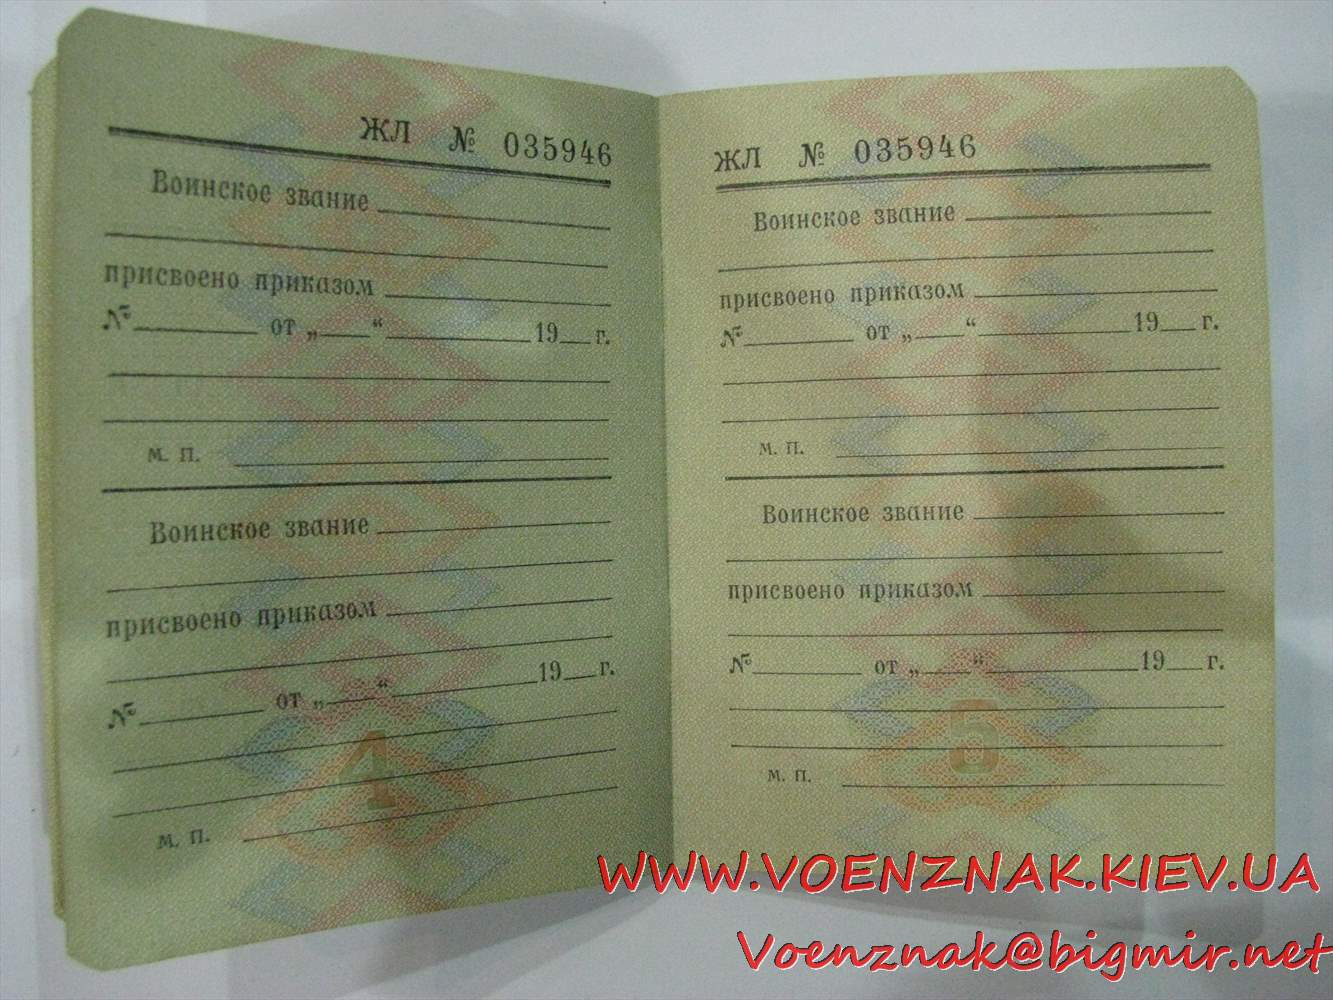 ЖЛ № 035946
Воинское звание
присвоено приказом
№ от „ “ 19 г.
м. п.
Воинское звание
присвоено приказом
№ от „ “ 19 г.
4
м. п.
ЖЛ № 035946
Воинское звание
присвоено приказом
№ от „ “ 19 г.
м. п.
Воинское звание
присвоено приказом
№ от „ “ 19 г.
5
м. п.
WWW.VOENZNAK.KIEV.UA
Voenznak@bigmir.net